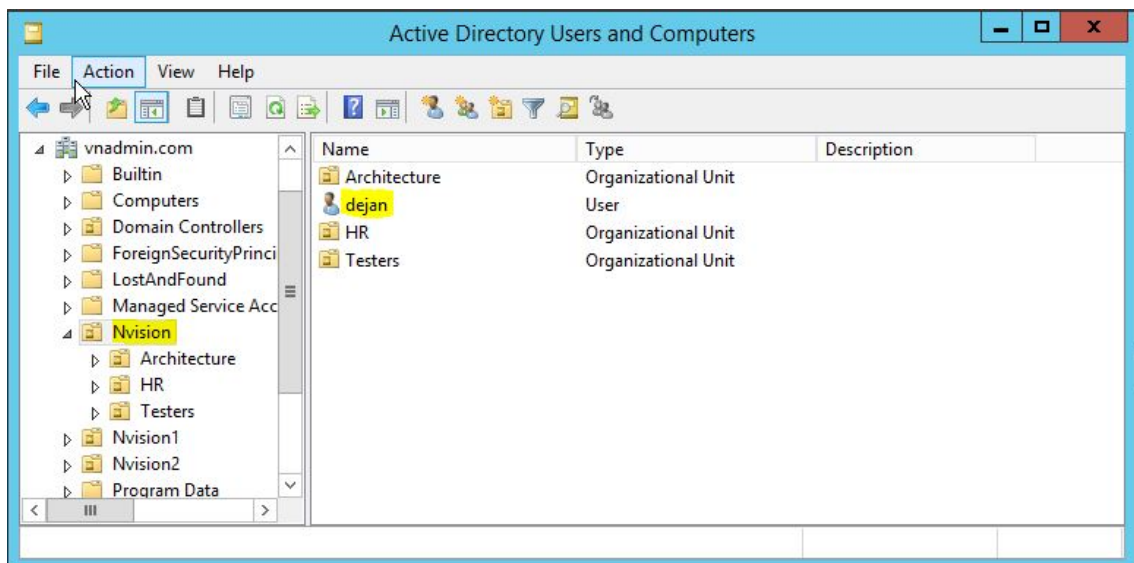 Active Directory Users and Computers
File Action View Help
vnadmin.com
Builtin
Computers
Domain Controllers
ForeignSecurityPrinci
LostAndFound
Managed Service Acc
Nvision
Architecture
HR
Testers
Nvision1
Nvision2
Program Data
Name Type Description
Architecture Organizational Unit
dejan User
HR Organizational Unit
Testers Organizational Unit